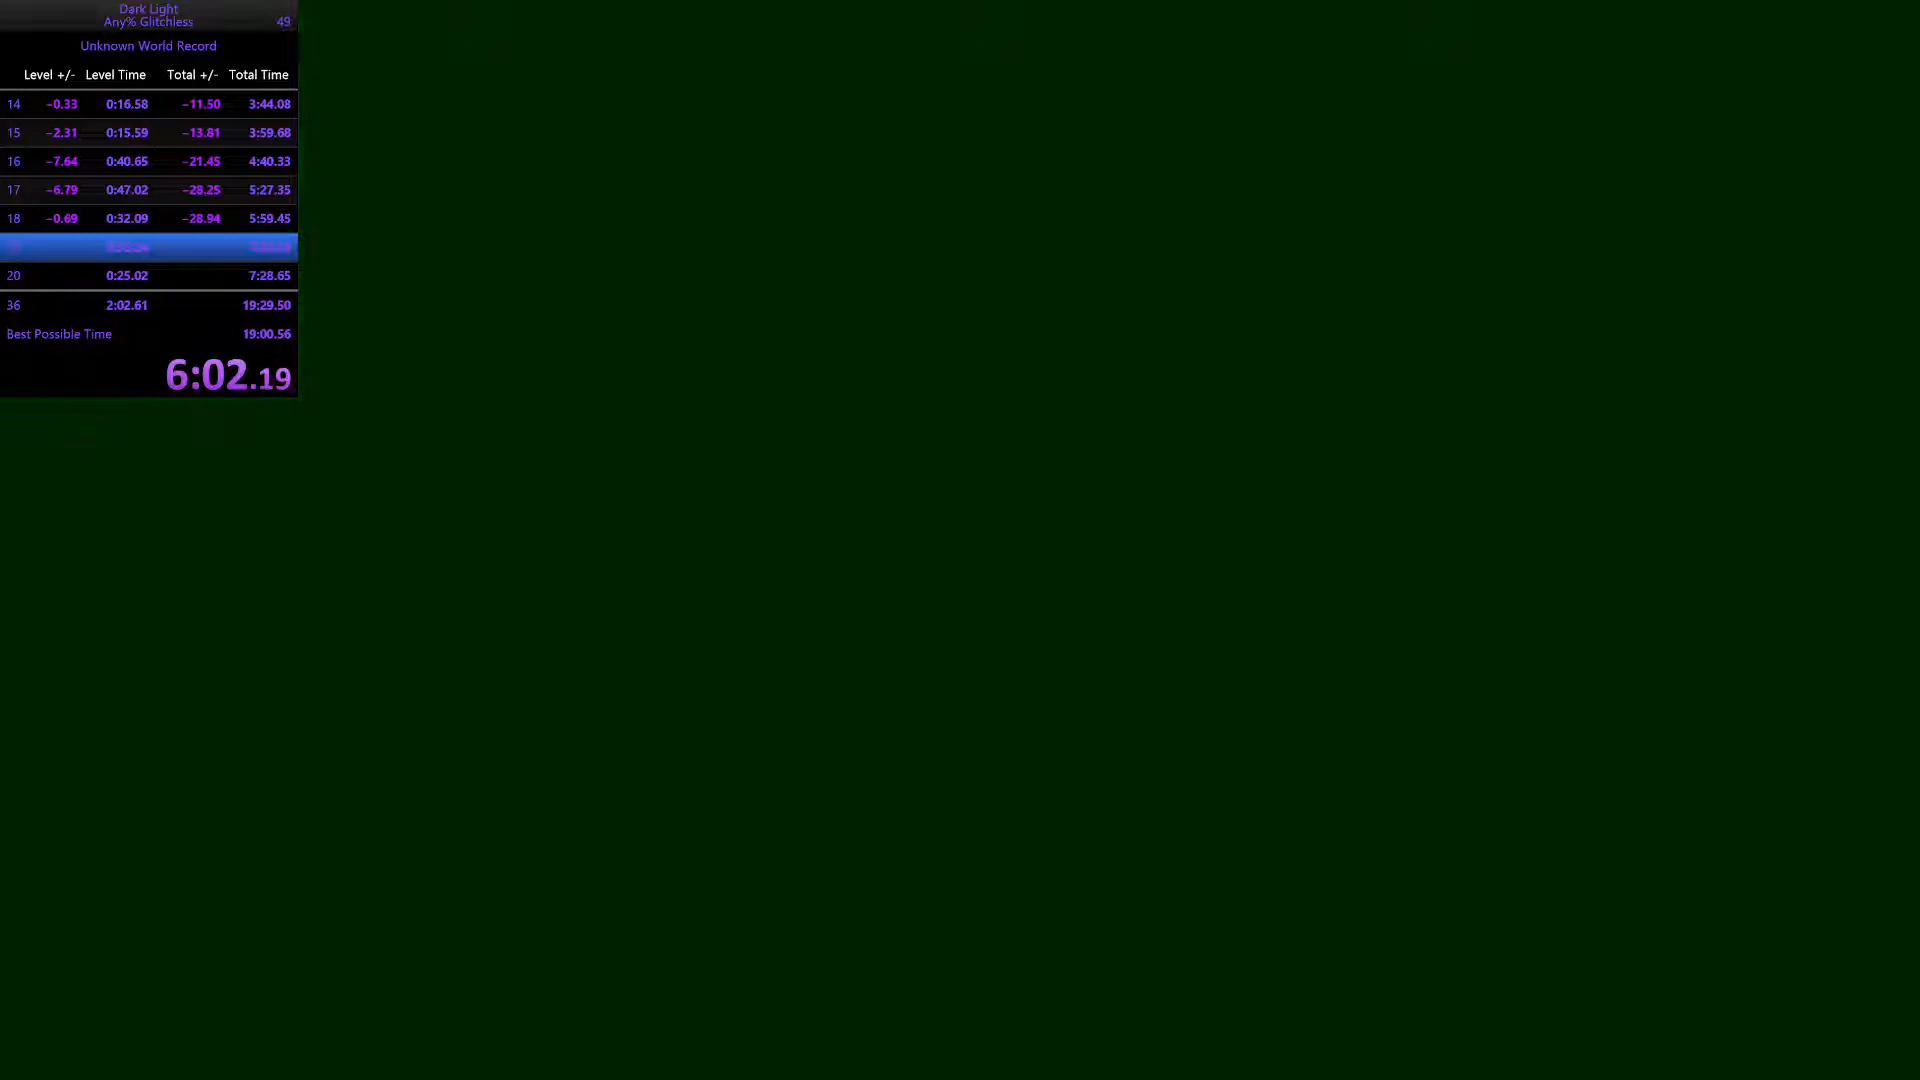 Dark Light
Any% Glitchless 49
Unknown World Record
Level +/- Level Time Total +/- Total Time
14 −0.33 0:16.58 −11.50 3:44.08
15 −2.31 0:15.59 −13.81 3:59.68
16 −7.64 0:40.65 −21.45 4:40.33
17 −6.79 0:47.02 −28.25 5:27.35
18 −0.69 0:32.09 −28.94 5:59.45
20 0:25.02 7:28.65
36 2:02.61 19:29.50
Best Possible Time 19:00.56
6:02.19